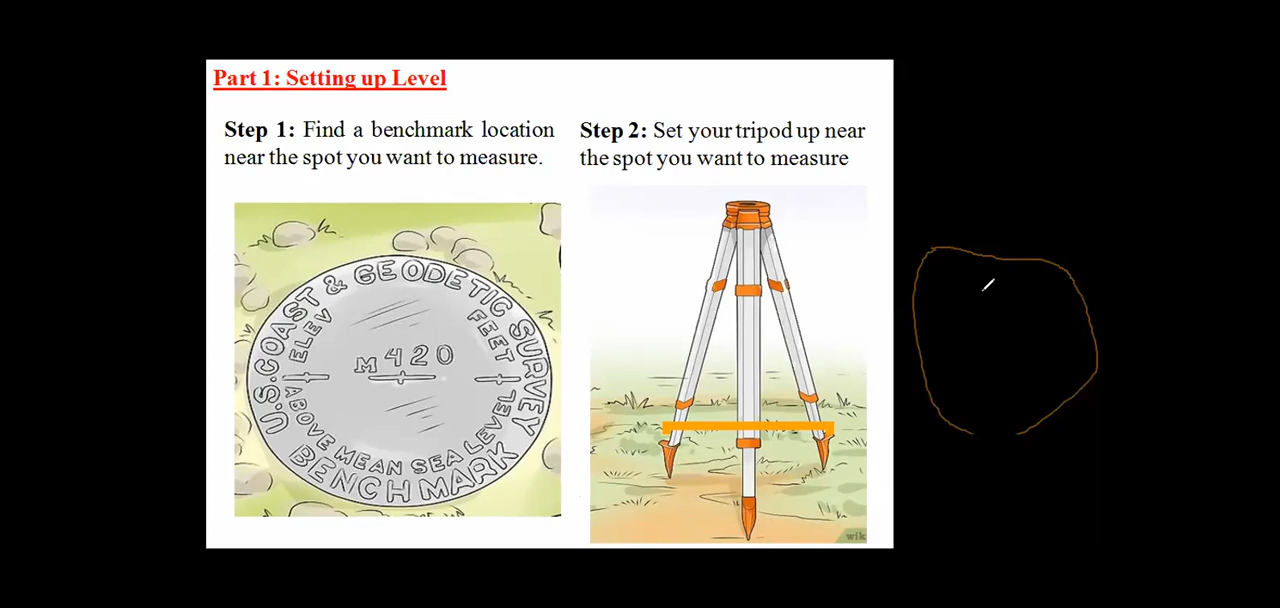 Part 1: Setting up Level
Step 1: Find a benchmark location
near the spot you want to measure.
Step 2: Set your tripod up near
the spot you want to measure
U.S.COAST & GEODETIC SURVEY
ELEV FEET
M 420
ABOVE MEAN SEA LEVEL
BENCH MARK
wik